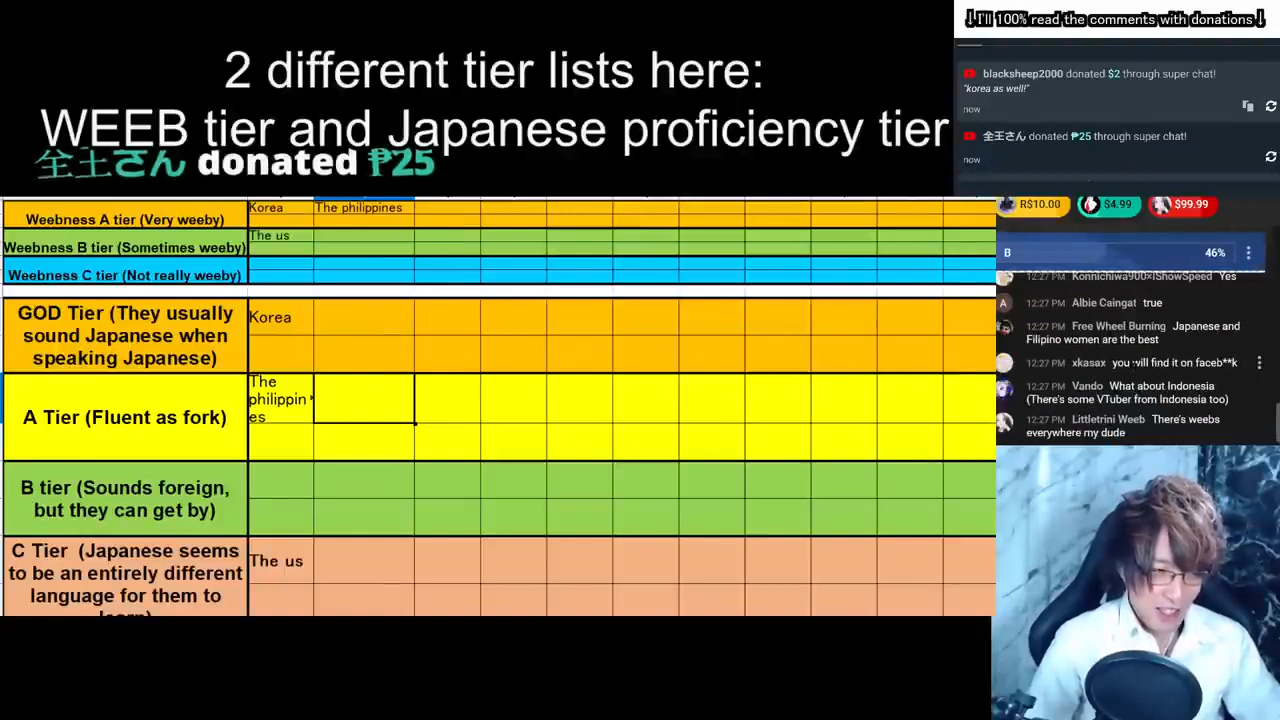 2 different tier lists here:
WEEB tier and Japanese proficiency tier
全王さん donated ₱25
Weebness A tier (Very weeby)
Korea
The philippines
Weebness B tier (Sometimes weeby)
The us
Weebness C tier (Not really weeby)
GOD Tier (They usually
sound Japanese when
speaking Japanese)
Korea
A Tier (Fluent as fork)
The
philippin
es
B tier (Sounds foreign,
but they can get by)
C Tier (Japanese seems
to be an entirely different
language for them to
learn)
The us
↓I'll 100% read the comments with donations↓
blacksheep2000 donated $2 through super chat!
"korea as well!"
now
全王さん donated ₱25 through super chat!
now
R$10.00
$4.99
$99.99
B
46%
12:27 PM Konnichiwa900×IShowSpeed Yes
A
12:27 PM Albie Caingat true
12:27 PM Free Wheel Burning Japanese and
Filipino women are the best
12:27 PM xkasax you will find it on faceb**k
12:27 PM Vando What about Indonesia
(There's some VTuber from Indonesia too)
12:27 PM Littletrini Weeb There's weebs
everywhere my dude